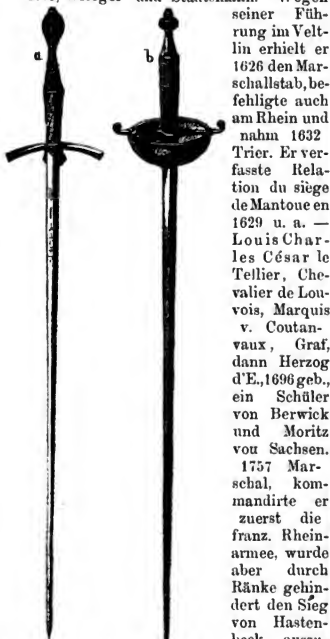 seiner Füh-
rung im Velt-
lin erhielt er
1626 den Mar-
schallstab, be-
fehligte auch
am Rhein und
nahm 1632
Trier. Er ver-
fasste Rela-
tion du siège
de Mantoue en
1629 u. a. —
Louis Char-
les César le
Tellier, Che-
valier de Lou-
vois, Marquis
v. Coutan-
vaux, Graf,
dann Herzog
d'E., 1696 geb.,
ein Schüler
von Berwick
und Moritz
von Sachsen.
1757 Mar-
schal, kom-
mandirte er
zuerst die
franz. Rhein-
armee, wurde
aber durch
Ränke gehin-
dert den Sieg
von Hasten-
a
b